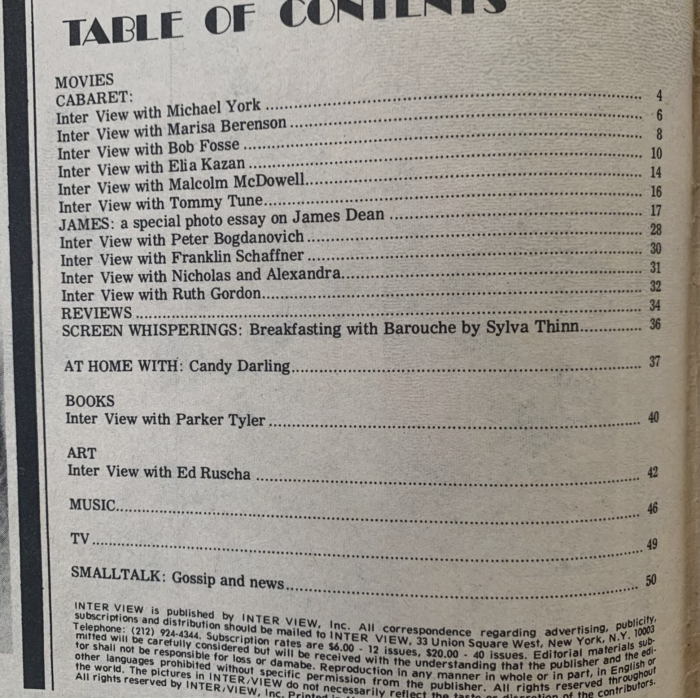 TABLE OF CONTENTS
MOVIES
CABARET:
Inter View with Michael York ........ 4
Inter View with Marisa Berenson ........ 6
Inter View with Bob Fosse ........ 8
Inter View with Elia Kazan ........ 10
Inter View with Malcolm McDowell........ 14
Inter View with Tommy Tune........ 16
JAMES: a special photo essay on James Dean ........ 17
Inter View with Peter Bogdanovich ........ 28
Inter View with Franklin Schaffner ........ 30
Inter View with Nicholas and Alexandra........ 31
Inter View with Ruth Gordon........ 32
REVIEWS ........ 34
SCREEN WHISPERINGS: Breakfasting with Barouche by Sylva Thinn........ 36
AT HOME WITH: Candy Darling........ 37
BOOKS
Inter View with Parker Tyler ........ 40
ART
Inter View with Ed Ruscha ........ 42
MUSIC........ 46
TV ........ 49
SMALLTALK: Gossip and news........ 50
INTER VIEW is published by INTER VIEW, Inc. All correspondence regarding advertising, publicity,
subscriptions and distribution should be mailed to INTER VIEW, 33 Union Square West, New York, N.Y. 10003
Telephone: (212) 924-4344. Subscription rates are $6.00 - 12 issues, $20.00 - 40 issues. Editorial materials sub-
mitted will be carefully considered but will be received with the understanding that the publisher and the edi-
tor shall not be responsible for loss or damabe. Reproduction in any manner in whole or in part, in English or
other languages prohibited without specific permission from the publisher. All rights reserved throughout
the world. The pictures in INTER/VIEW do not necessarily reflect the taste or discretion of the contributors.
All rights reserved by INTER/VIEW, Inc. Printed